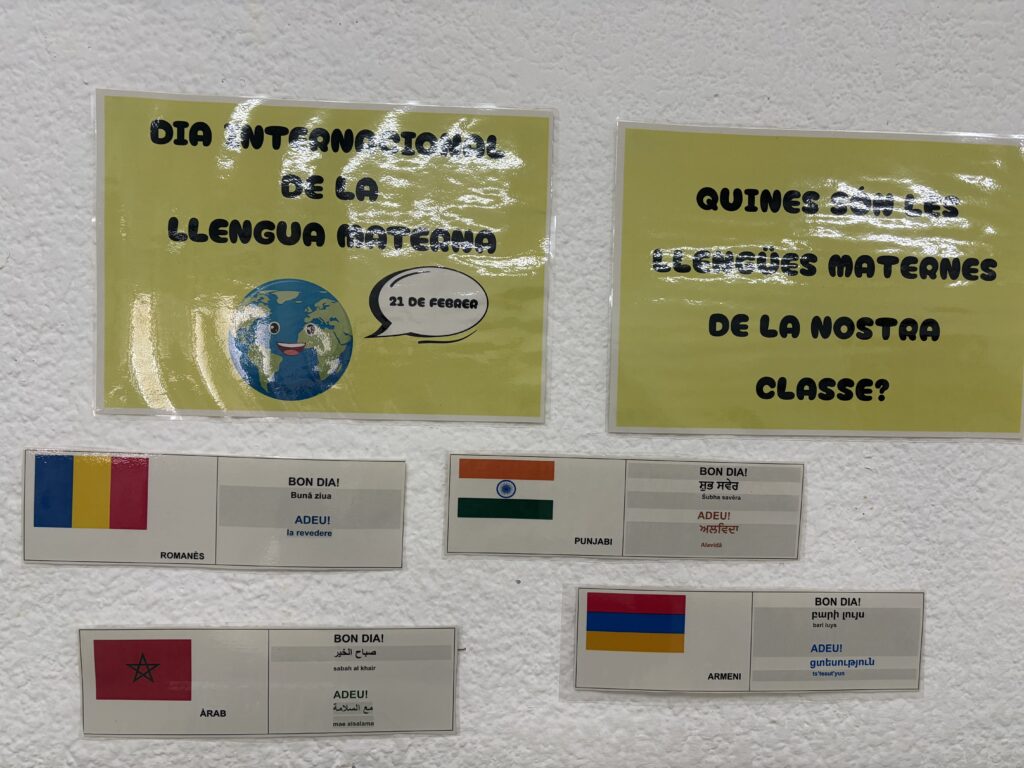 DIA INTERNACIONAL
DE LA
LLENGUA MATERNA
21 DE FEBRER
QUINES SÓN LES
LLENGÜES MATERNES
DE LA NOSTRA
CLASSE?
ROMANÈS
BON DIA!
Bună ziua
ADEU!
la revedere
PUNJABI
BON DIA!
ਸ਼ੁਭ ਸਵੇਰ
Śubha savēra
ADEU!
ਅਲਵਿਦਾ
Alavidā
ÀRAB
BON DIA!
صباح الخير
sabah al khair
ADEU!
مع السلامة
mae alsalama
ARMENI
BON DIA!
բարի լույս
bari luys
ADEU!
ցտեսություն
ts'tesut'yun